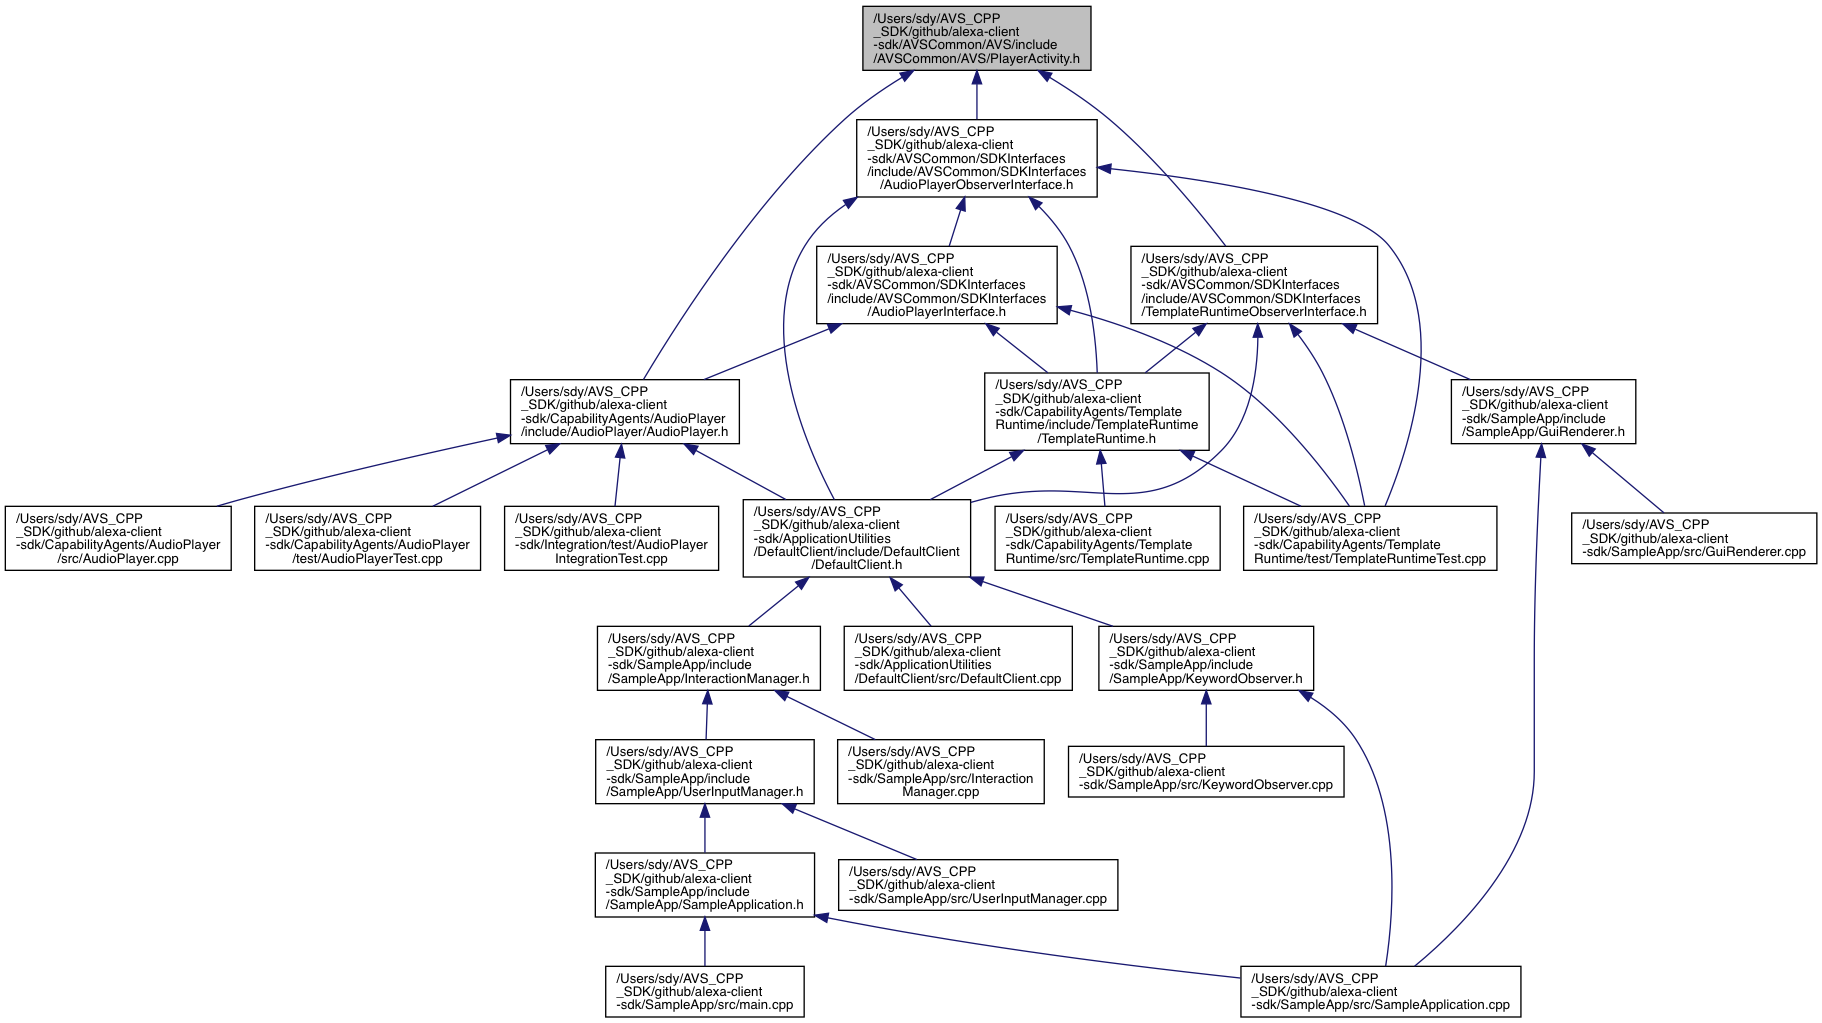 /Users/sdy/AVS_CPP
_SDK/github/alexa-client
-sdk/AVSCommon/AVS/include
/AVSCommon/AVS/PlayerActivity.h
/Users/sdy/AVS_CPP
_SDK/github/alexa-client
-sdk/AVSCommon/SDKInterfaces
/include/AVSCommon/SDKInterfaces
/AudioPlayerObserverInterface.h
/Users/sdy/AVS_CPP
_SDK/github/alexa-client
-sdk/AVSCommon/SDKInterfaces
/include/AVSCommon/SDKInterfaces
/AudioPlayerInterface.h
/Users/sdy/AVS_CPP
_SDK/github/alexa-client
-sdk/AVSCommon/SDKInterfaces
/include/AVSCommon/SDKInterfaces
/TemplateRuntimeObserverInterface.h
/Users/sdy/AVS_CPP
_SDK/github/alexa-client
-sdk/CapabilityAgents/AudioPlayer
/include/AudioPlayer/AudioPlayer.h
/Users/sdy/AVS_CPP
_SDK/github/alexa-client
-sdk/CapabilityAgents/Template
Runtime/include/TemplateRuntime
/TemplateRuntime.h
/Users/sdy/AVS_CPP
_SDK/github/alexa-client
-sdk/SampleApp/include
/SampleApp/GuiRenderer.h
/Users/sdy/AVS_CPP
_SDK/github/alexa-client
-sdk/CapabilityAgents/AudioPlayer
/src/AudioPlayer.cpp
/Users/sdy/AVS_CPP
_SDK/github/alexa-client
-sdk/CapabilityAgents/AudioPlayer
/test/AudioPlayerTest.cpp
/Users/sdy/AVS_CPP
_SDK/github/alexa-client
-sdk/Integration/test/AudioPlayer
IntegrationTest.cpp
/Users/sdy/AVS_CPP
_SDK/github/alexa-client
-sdk/ApplicationUtilities
/DefaultClient/include/DefaultClient
/DefaultClient.h
/Users/sdy/AVS_CPP
_SDK/github/alexa-client
-sdk/CapabilityAgents/Template
Runtime/src/TemplateRuntime.cpp
/Users/sdy/AVS_CPP
_SDK/github/alexa-client
-sdk/CapabilityAgents/Template
Runtime/test/TemplateRuntimeTest.cpp
/Users/sdy/AVS_CPP
_SDK/github/alexa-client
-sdk/SampleApp/src/GuiRenderer.cpp
/Users/sdy/AVS_CPP
_SDK/github/alexa-client
-sdk/SampleApp/include
/SampleApp/InteractionManager.h
/Users/sdy/AVS_CPP
_SDK/github/alexa-client
-sdk/ApplicationUtilities
/DefaultClient/src/DefaultClient.cpp
/Users/sdy/AVS_CPP
_SDK/github/alexa-client
-sdk/SampleApp/include
/SampleApp/KeywordObserver.h
/Users/sdy/AVS_CPP
_SDK/github/alexa-client
-sdk/SampleApp/include
/SampleApp/UserInputManager.h
/Users/sdy/AVS_CPP
_SDK/github/alexa-client
-sdk/SampleApp/src/Interaction
Manager.cpp
/Users/sdy/AVS_CPP
_SDK/github/alexa-client
-sdk/SampleApp/src/KeywordObserver.cpp
/Users/sdy/AVS_CPP
_SDK/github/alexa-client
-sdk/SampleApp/include
/SampleApp/SampleApplication.h
/Users/sdy/AVS_CPP
_SDK/github/alexa-client
-sdk/SampleApp/src/UserInputManager.cpp
/Users/sdy/AVS_CPP
_SDK/github/alexa-client
-sdk/SampleApp/src/main.cpp
/Users/sdy/AVS_CPP
_SDK/github/alexa-client
-sdk/SampleApp/src/SampleApplication.cpp